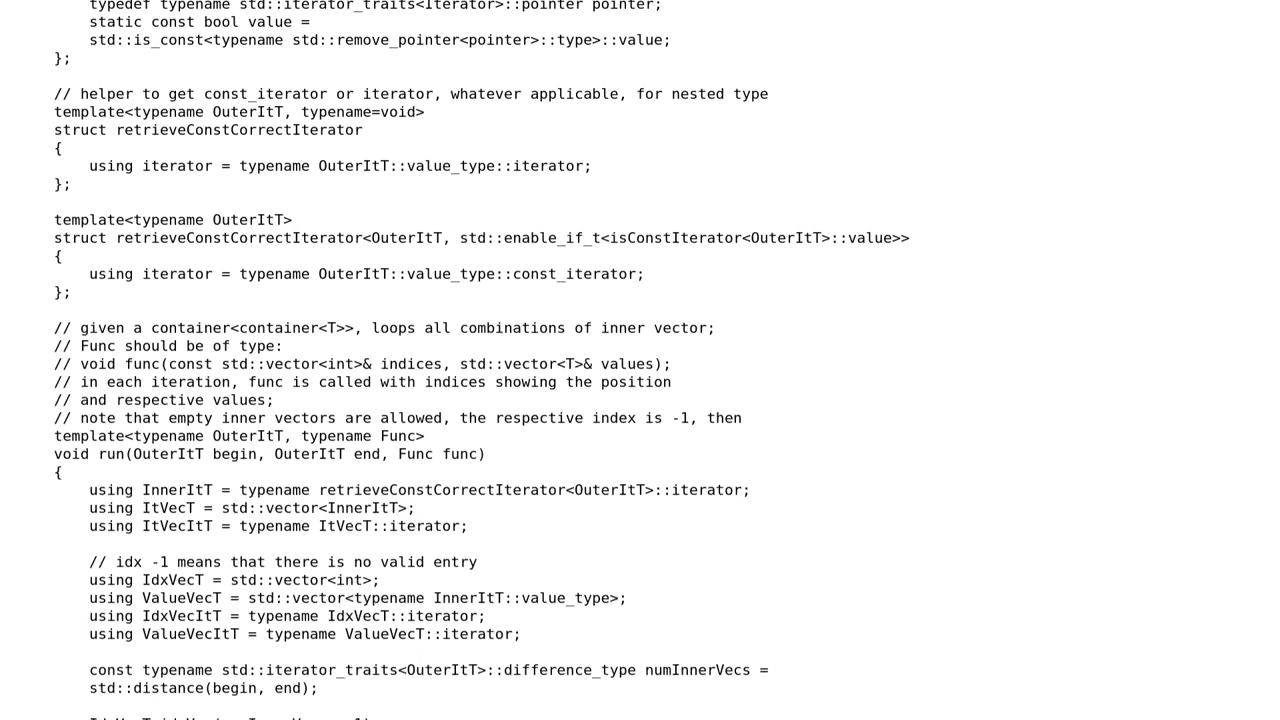 typedef typename std::iterator_traits<Iterator>::pointer pointer;
static const bool value =
std::is_const<typename std::remove_pointer<pointer>::type>::value;
};
// helper to get const_iterator or iterator, whatever applicable, for nested type
template<typename OuterItT, typename=void>
struct retrieveConstCorrectIterator
{
using iterator = typename OuterItT::value_type::iterator;
};
template<typename OuterItT>
struct retrieveConstCorrectIterator<OuterItT, std::enable_if_t<isConstIterator<OuterItT>::value>>
{
using iterator = typename OuterItT::value_type::const_iterator;
};
// given a container<container<T>>, loops all combinations of inner vector;
// Func should be of type:
// void func(const std::vector<int>& indices, std::vector<T>& values);
// in each iteration, func is called with indices showing the position
// and respective values;
// note that empty inner vectors are allowed, the respective index is -1, then
template<typename OuterItT, typename Func>
void run(OuterItT begin, OuterItT end, Func func)
{
using InnerItT = typename retrieveConstCorrectIterator<OuterItT>::iterator;
using ItVecT = std::vector<InnerItT>;
using ItVecItT = typename ItVecT::iterator;
// idx -1 means that there is no valid entry
using IdxVecT = std::vector<int>;
using ValueVecT = std::vector<typename InnerItT::value_type>;
using IdxVecItT = typename IdxVecT::iterator;
using ValueVecItT = typename ValueVecT::iterator;
const typename std::iterator_traits<OuterItT>::difference_type numInnerVecs =
std::distance(begin, end);